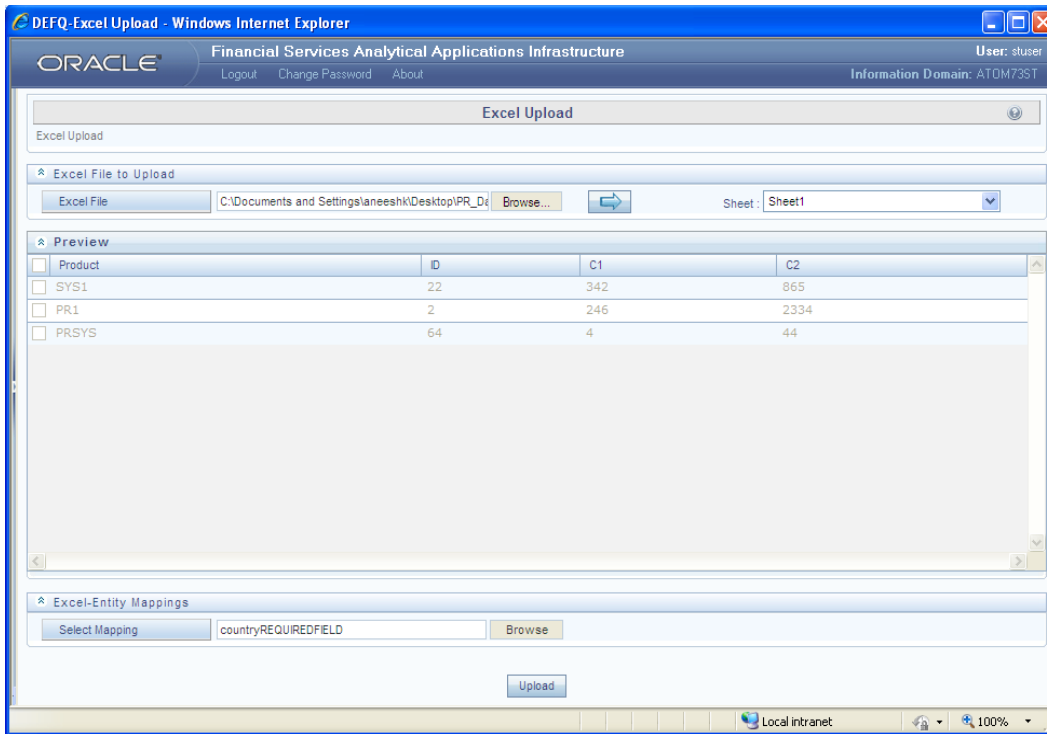 DEFQ-Excel Upload - Windows Internet Explorer
ORACLE
Financial Services Analytical Applications Infrastructure
User: stuser
Logout Change Password About
Information Domain: ATOM73ST
Excel Upload
Excel Upload
Excel File to Upload
Excel File C:\Documents and Settings\aneeshk\Desktop\PR_Da Browse... Sheet : Sheet1
Preview
Product ID C1 C2
SYS1 22 342 865
PR1 2 246 2334
PRSYS 64 4 44
Excel-Entity Mappings
Select Mapping countryREQUIREDFIELD Browse
Upload
Local intranet 100%